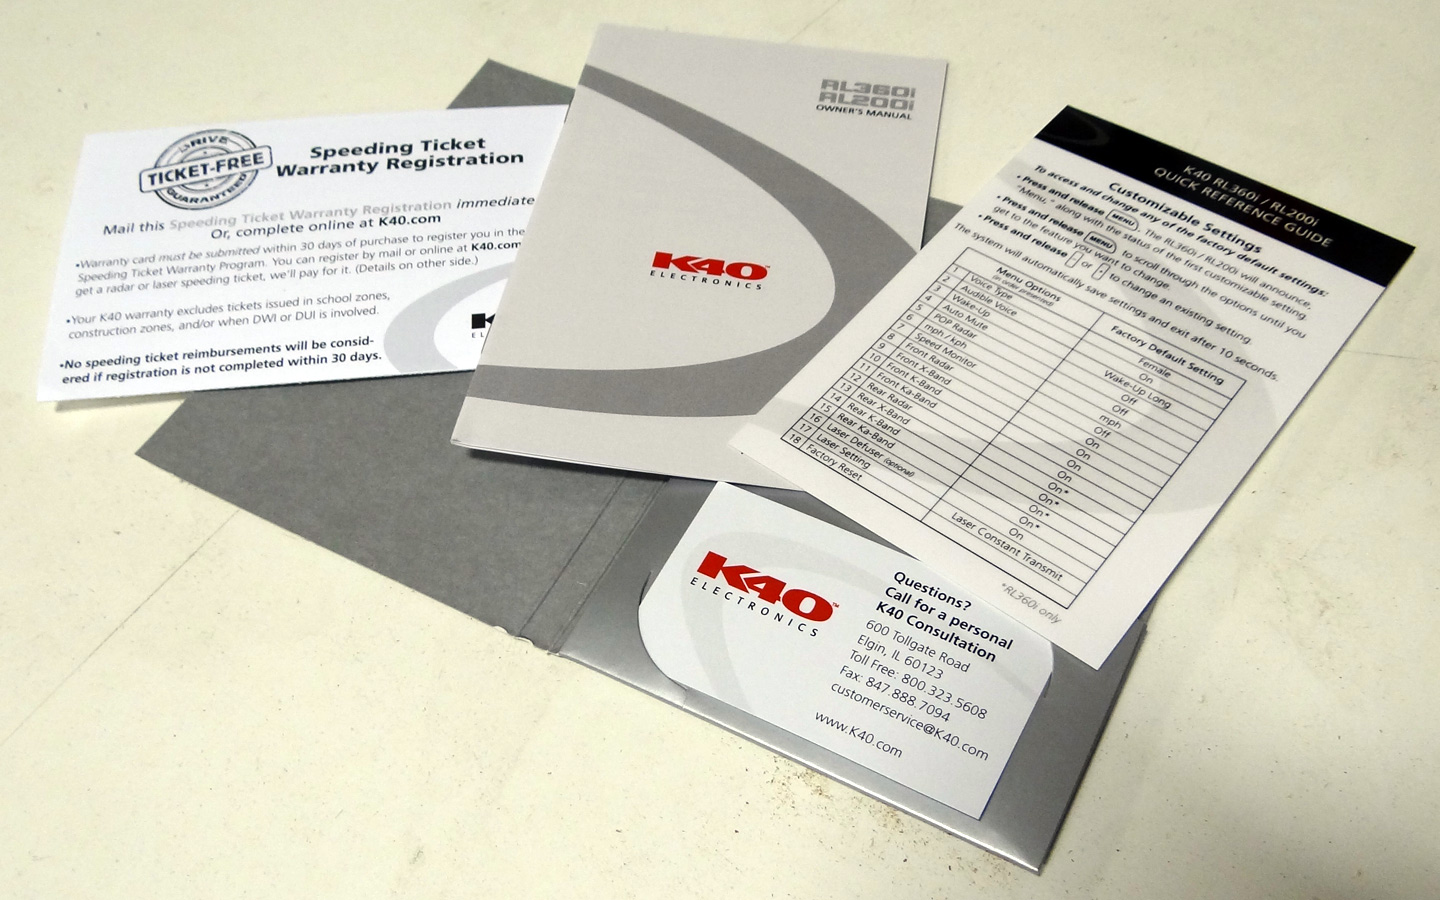 DRIVE
TICKET-FREE
GUARANTEED
Speeding Ticket
Warranty Registration
Mail this Speeding Ticket Warranty Registration immediate
Or, complete online at K40.com
•Warranty card must be submitted within 30 days of purchase to register you in the
Speeding Ticket Warranty Program. You can register by mail or online at K40.com
get a radar or laser speeding ticket, we'll pay for it. (Details on other side.)
•Your K40 warranty excludes tickets issued in school zones,
construction zones, and/or when DWI or DUI is involved.
•No speeding ticket reimbursements will be consid-
ered if registration is not completed within 30 days.
K
EL
RL360i
RL200i
OWNER'S MANUAL
K40™
ELECTRONICS
K40 RL360i / RL200i
QUICK REFERENCE GUIDE
Customizable Settings
To access and change any of the factory default settings:
• Press and release MENU. The RL360i / RL200i will announce,
"Menu," along with the status of the first customizable setting.
• Press and release MENU to scroll through the options until you
get to the feature you want to change.
• Press and release or to change an existing setting.
The system will automatically save settings and exit after 10 seconds.
Menu Options
(in order presented)
Factory Default Setting
1 Voice Type Female
2 Audible Voice On
3 Wake-Up Wake-Up Long
4 Auto Mute Off
5 POP Radar Off
6 mph / kph mph
7 Speed Monitor Off
8 Front Radar On
9 Front X-Band On
10 Front K-Band On
11 Front Ka-Band On
12 Rear Radar On*
13 Rear X-Band On*
14 Rear K-Band On*
15 Rear Ka-Band On*
16 Laser Defuser (optional) On
17 Laser Setting Laser Constant Transmit
18 Factory Reset
*RL360i only
K40™
ELECTRONICS
Questions?
Call for a personal
K40 Consultation
600 Tollgate Road
Elgin, IL 60123
Toll Free: 800.323.5608
Fax: 847.888.7094
customerservice@K40.com
www.K40.com